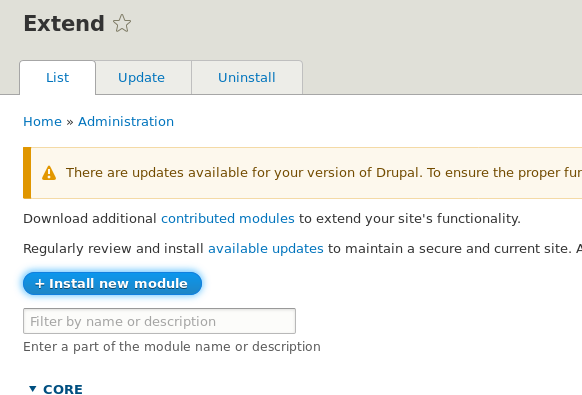 Extend
List Update Uninstall
Home » Administration
There are updates available for your version of Drupal. To ensure the proper
Download additional contributed modules to extend your site's functionality.
Regularly review and install available updates to maintain a secure and current site.
+ Install new module
Filter by name or description
Enter a part of the module name or description
CORE